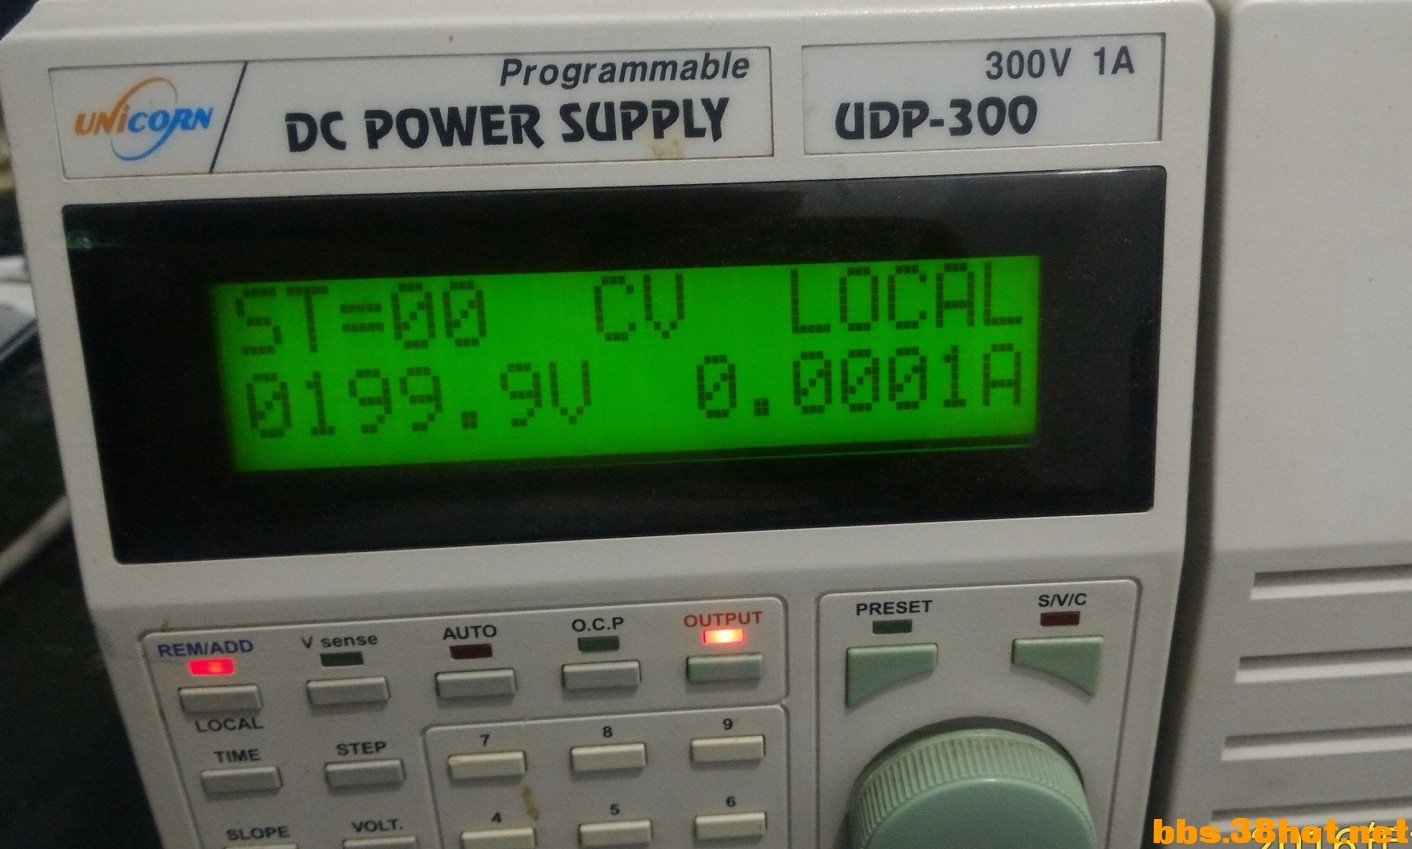 UNiCORN
Programmable
DC POWER SUPPLY
300V 1A
UDP-300
ST=00 CV LOCAL
0199.9V 0.0001A
REM/ADD
V sense
AUTO
O.C.P
OUTPUT
PRESET
S/V/C
LOCAL
TIME
STEP
7
8
9
SLOPE
VOLT.
4
5
6
bbs.38hot.net